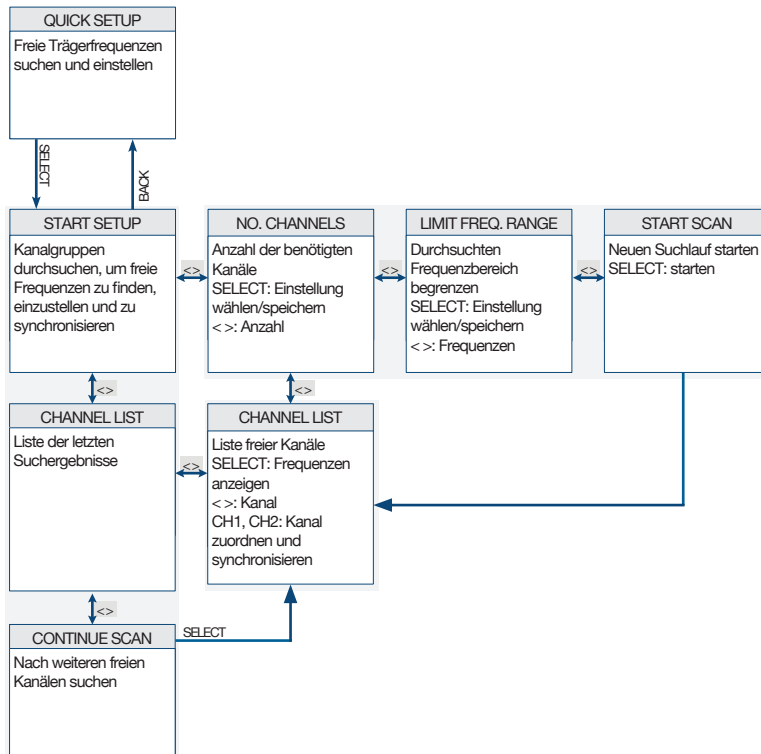 QUICK SETUP
Freie Trägerfrequenzen
suchen und einstellen
SELECT
BACK
START SETUP
Kanalgruppen
durchsuchen, um freie
Frequenzen zu finden,
einzustellen und zu
synchronisieren
<>
NO. CHANNELS
Anzahl der benötigten
Kanäle
SELECT: Einstellung
wählen/speichern
< >: Anzahl
<>
LIMIT FREQ. RANGE
Durchsuchten
Frequenzbereich
begrenzen
SELECT: Einstellung
wählen/speichern
< >: Frequenzen
<>
START SCAN
Neuen Suchlauf starten
SELECT: starten
<>
<>
CHANNEL LIST
Liste der letzten
Suchergebnisse
<>
CHANNEL LIST
Liste freier Kanäle
SELECT: Frequenzen
anzeigen
< >: Kanal
CH1, CH2: Kanal
zuordnen und
synchronisieren
<>
CONTINUE SCAN
Nach weiteren freien
Kanälen suchen
SELECT